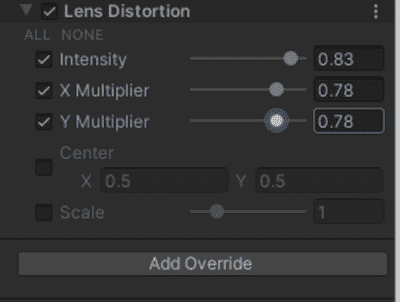 Lens Distortion
ALL NONE
Intensity 0.83
X Multiplier 0.78
Y Multiplier 0.78
Center
X 0.5 Y 0.5
Scale 1
Add Override